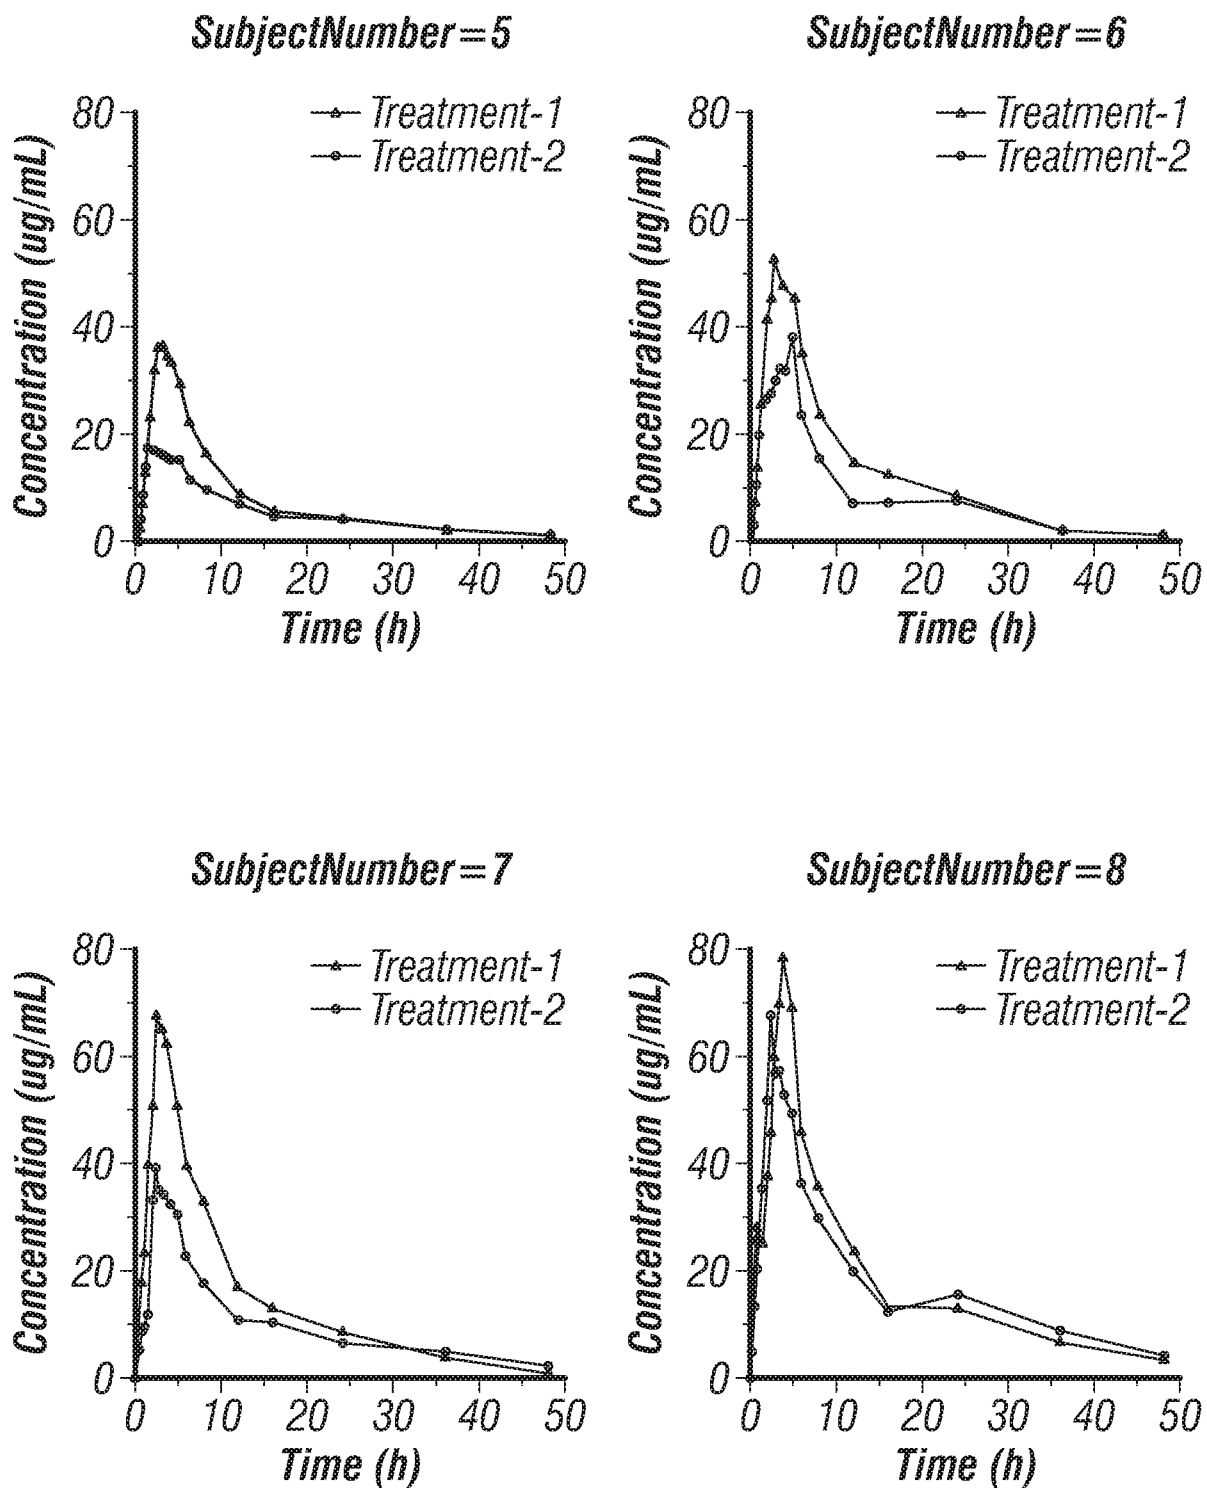 SubjectNumber=5
Treatment-1
Treatment-2
Concentration (ug/mL)
80
60
40
20
0
0 10 20 30 40 50
Time (h)
SubjectNumber=6
Treatment-1
Treatment-2
Concentration (ug/mL)
80
60
40
20
0
0 10 20 30 40 50
Time (h)
SubjectNumber=7
Treatment-1
Treatment-2
Concentration (ug/mL)
80
60
40
20
0
0 10 20 30 40 50
Time (h)
SubjectNumber=8
Treatment-1
Treatment-2
Concentration (ug/mL)
80
60
40
20
0
0 10 20 30 40 50
Time (h)